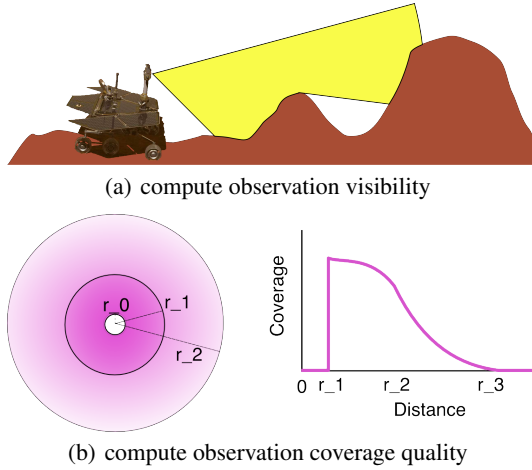 (a) compute observation visibility
r_0
r_1
r_2
Coverage
0 r_1 r_2 r_3
Distance
(b) compute observation coverage quality